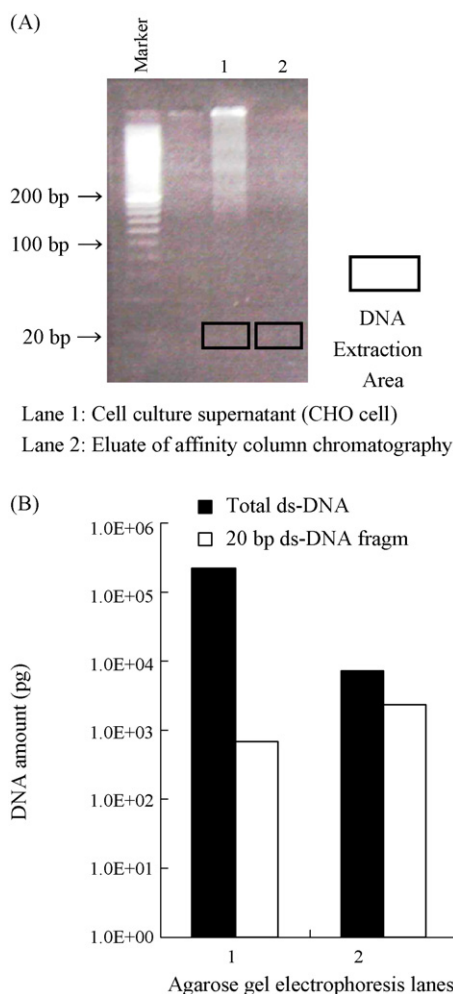 (A)
Marker
1
2
200 bp →
100 bp →
20 bp →
DNA
Extraction
Area
Lane 1: Cell culture supernatant (CHO cell)
Lane 2: Eluate of affinity column chromatography
(B)
Total ds-DNA
20 bp ds-DNA fragm
1.0E+06
1.0E+05
1.0E+04
1.0E+03
1.0E+02
1.0E+01
1.0E+00
DNA amount (pg)
1
2
Agarose gel electrophoresis lanes